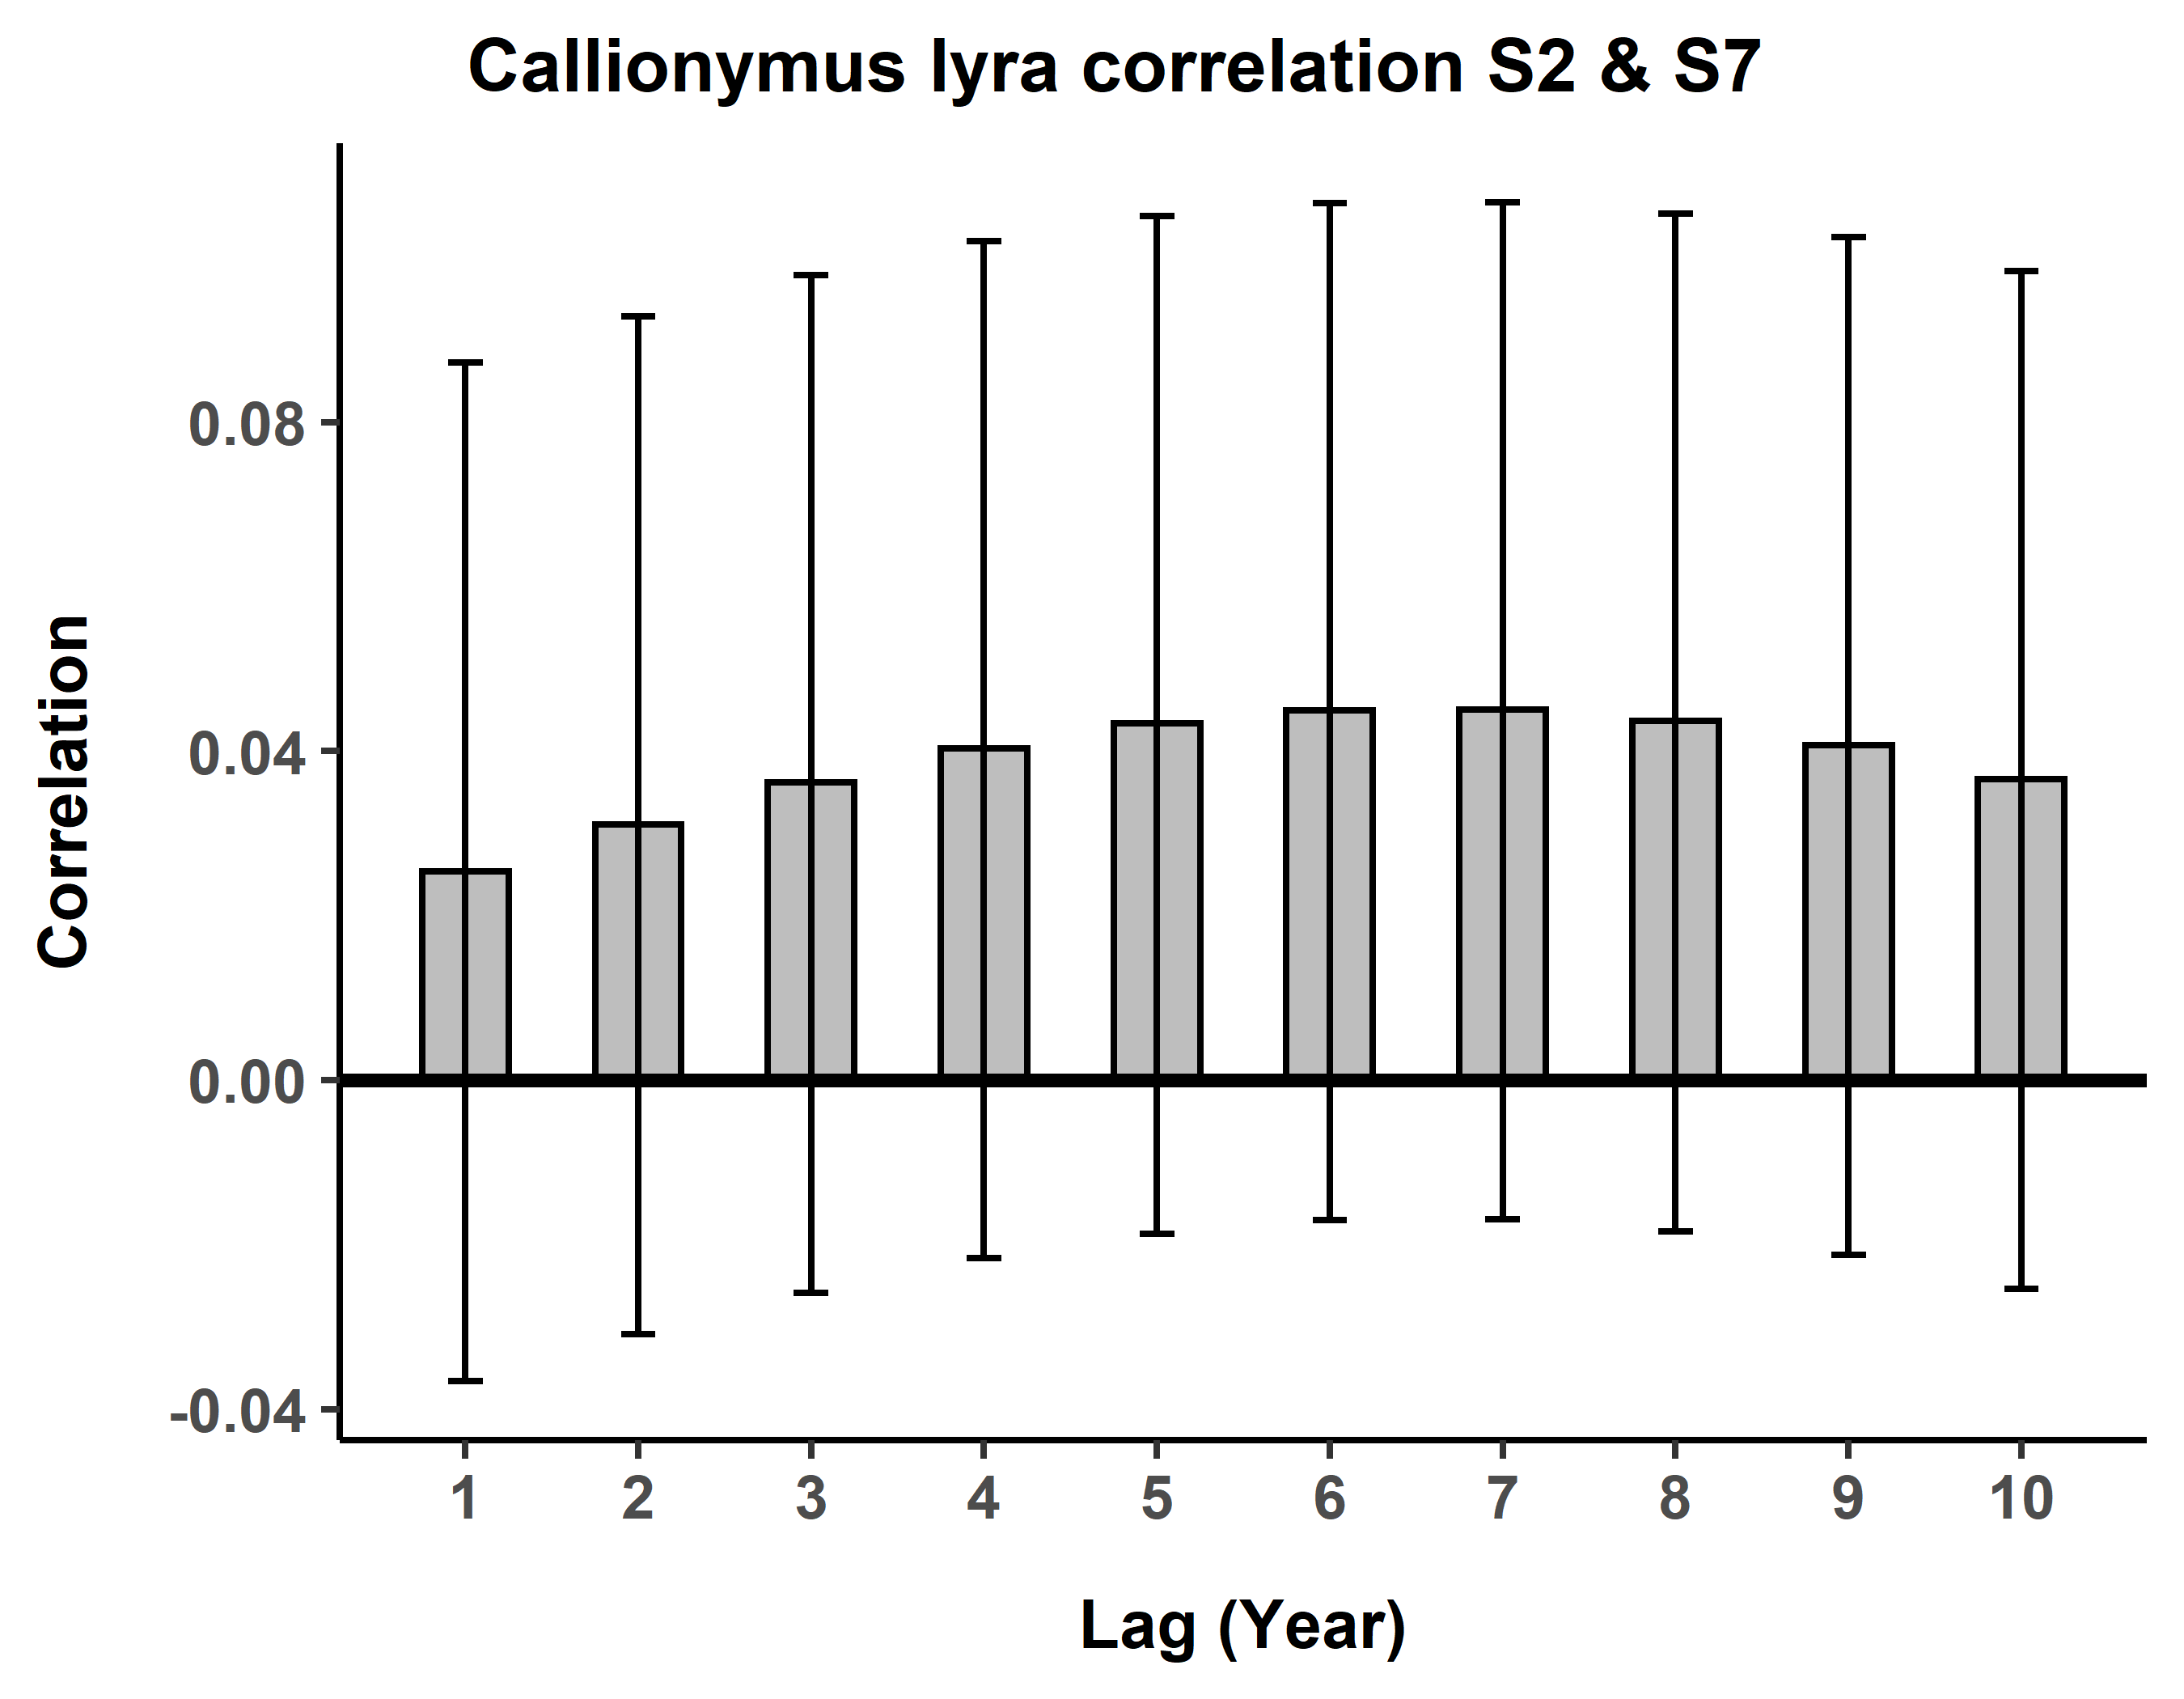 Callionymus lyra correlation S2 & S7
Correlation
0.08
0.04
0.00
-0.04
1 2 3 4 5 6 7 8 9 10
Lag (Year)